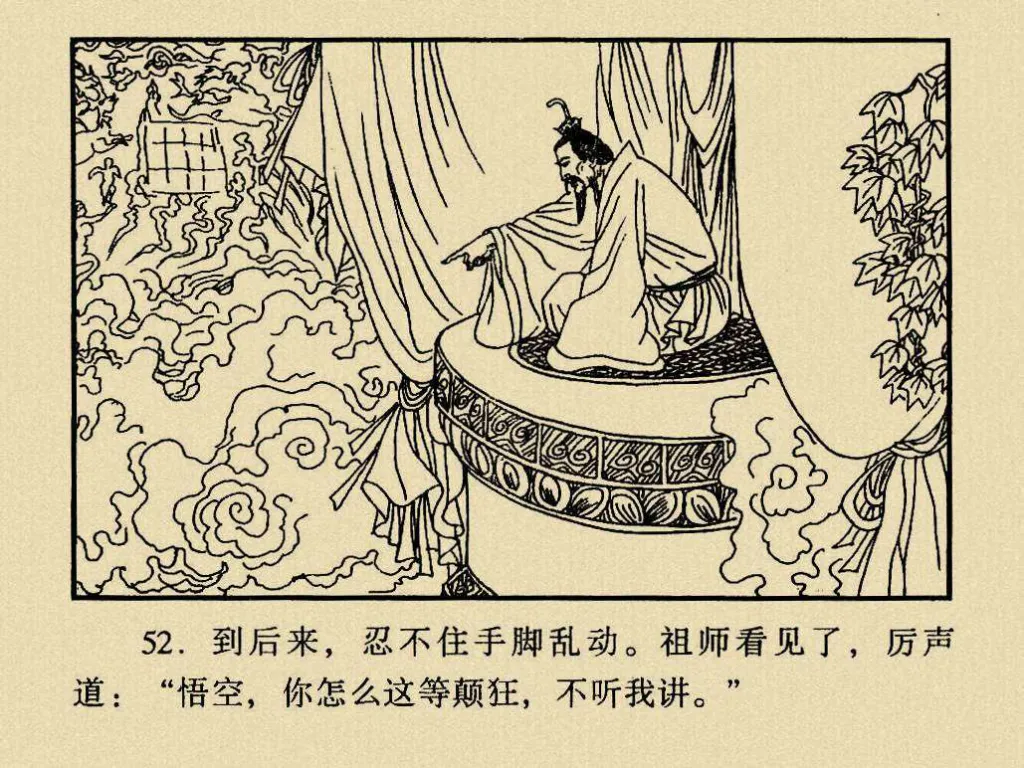 52. 到后来，忍不住手脚乱动。祖师看见了，厉声
道：“悟空，你怎么这等颠狂，不听我讲。”